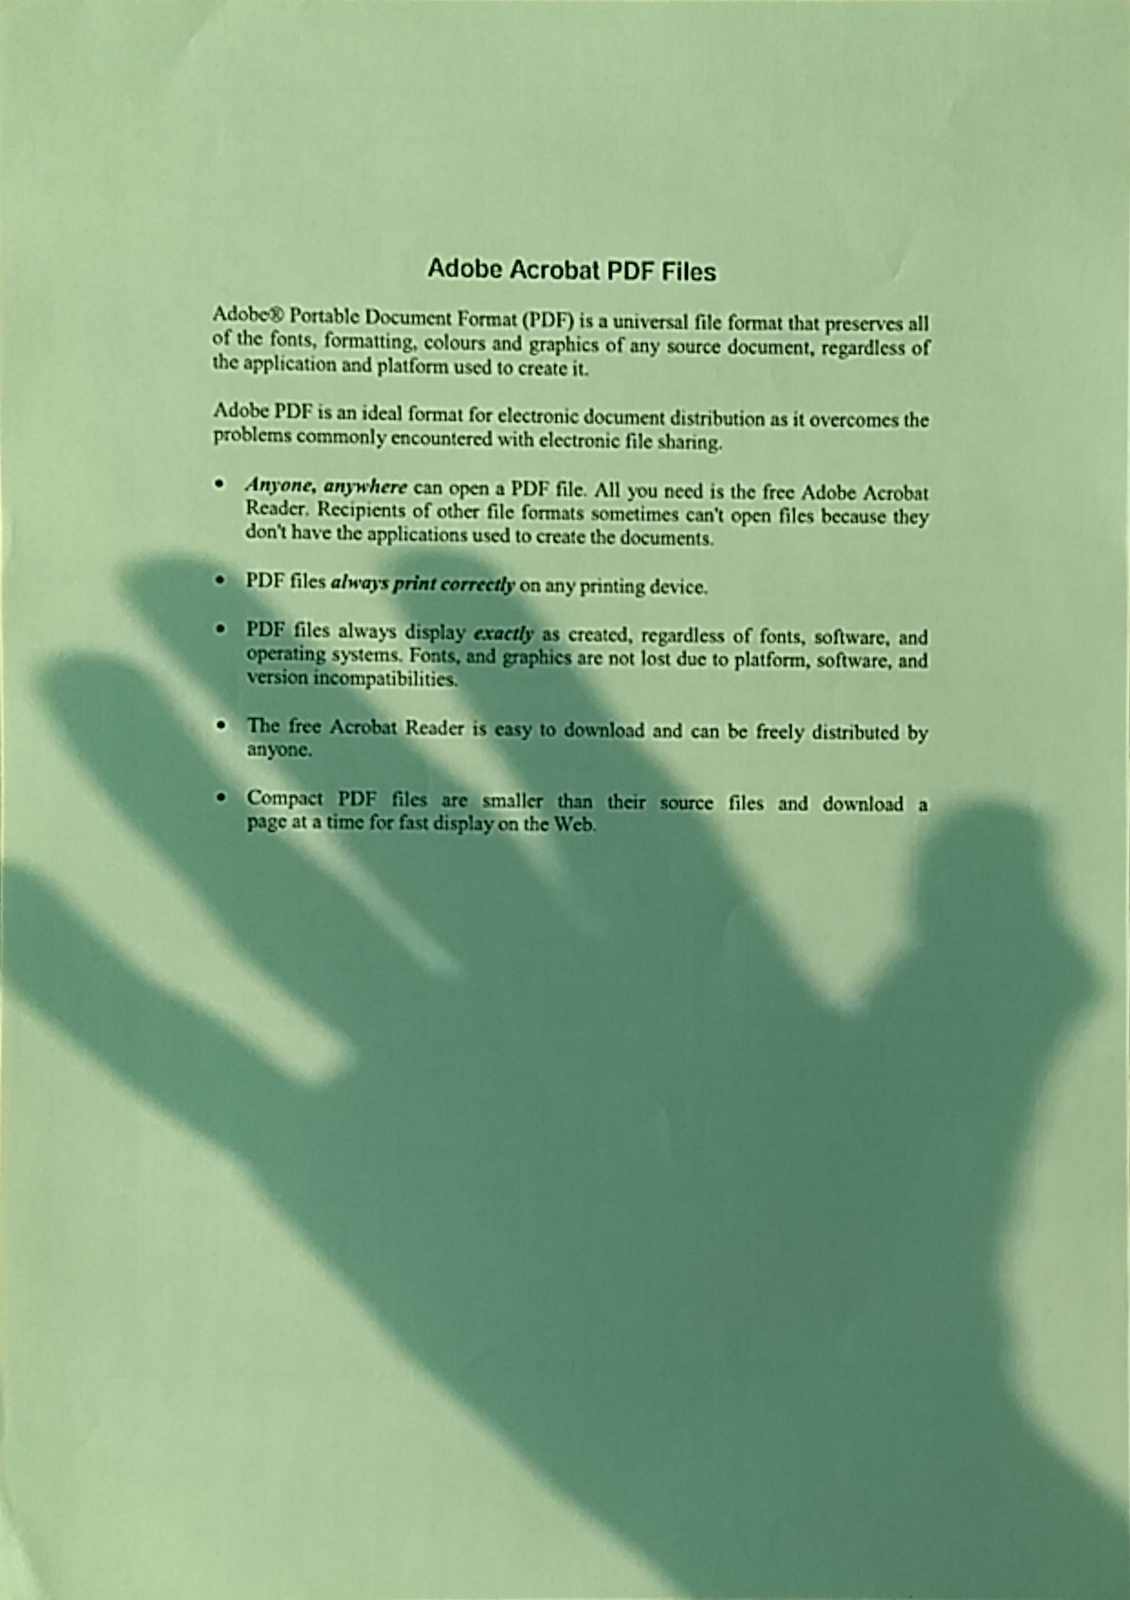 Adobe Acrobat PDF Files
Adobe® Portable Document Format (PDF) is a universal file format that preserves all
of the fonts, formatting, colours and graphics of any source document, regardless of
the application and platform used to create it.
Adobe PDF is an ideal format for electronic document distribution as it overcomes the
problems commonly encountered with electronic file sharing.
• Anyone, anywhere can open a PDF file. All you need is the free Adobe Acrobat
Reader. Recipients of other file formats sometimes can't open files because they
don't have the applications used to create the documents.
• PDF files always print correctly on any printing device.
• PDF files always display exactly as created, regardless of fonts, software, and
operating systems. Fonts, and graphics are not lost due to platform, software, and
version incompatibilities.
• The free Acrobat Reader is easy to download and can be freely distributed by
anyone.
• Compact PDF files are smaller than their source files and download a
page at a time for fast display on the Web.